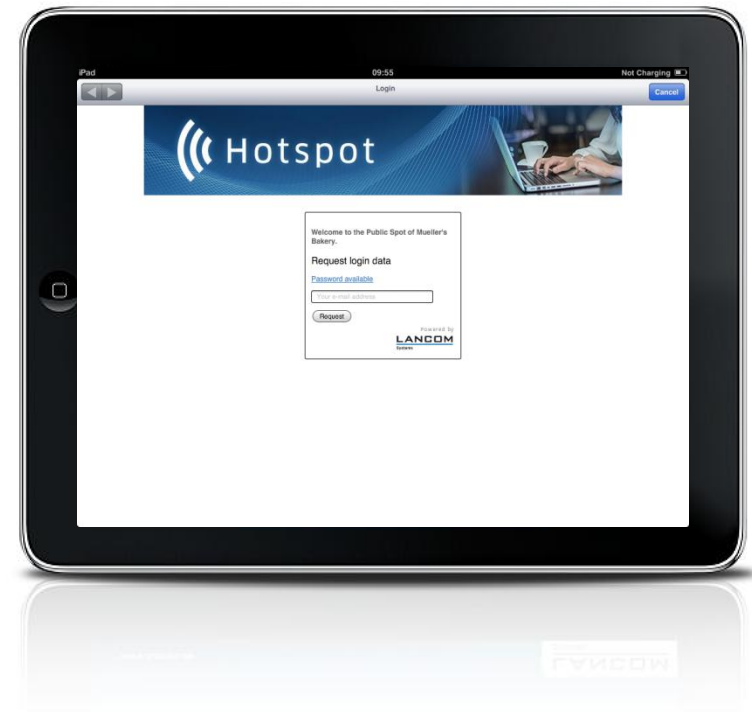 iPad 09:55 Not Charging
Login
Cancel
Hotspot
Welcome to the Public Spot of Mueller's
Bakery.
Request login data
Password available
Your e-mail address
Request
Powered by
LANCOM
Systems